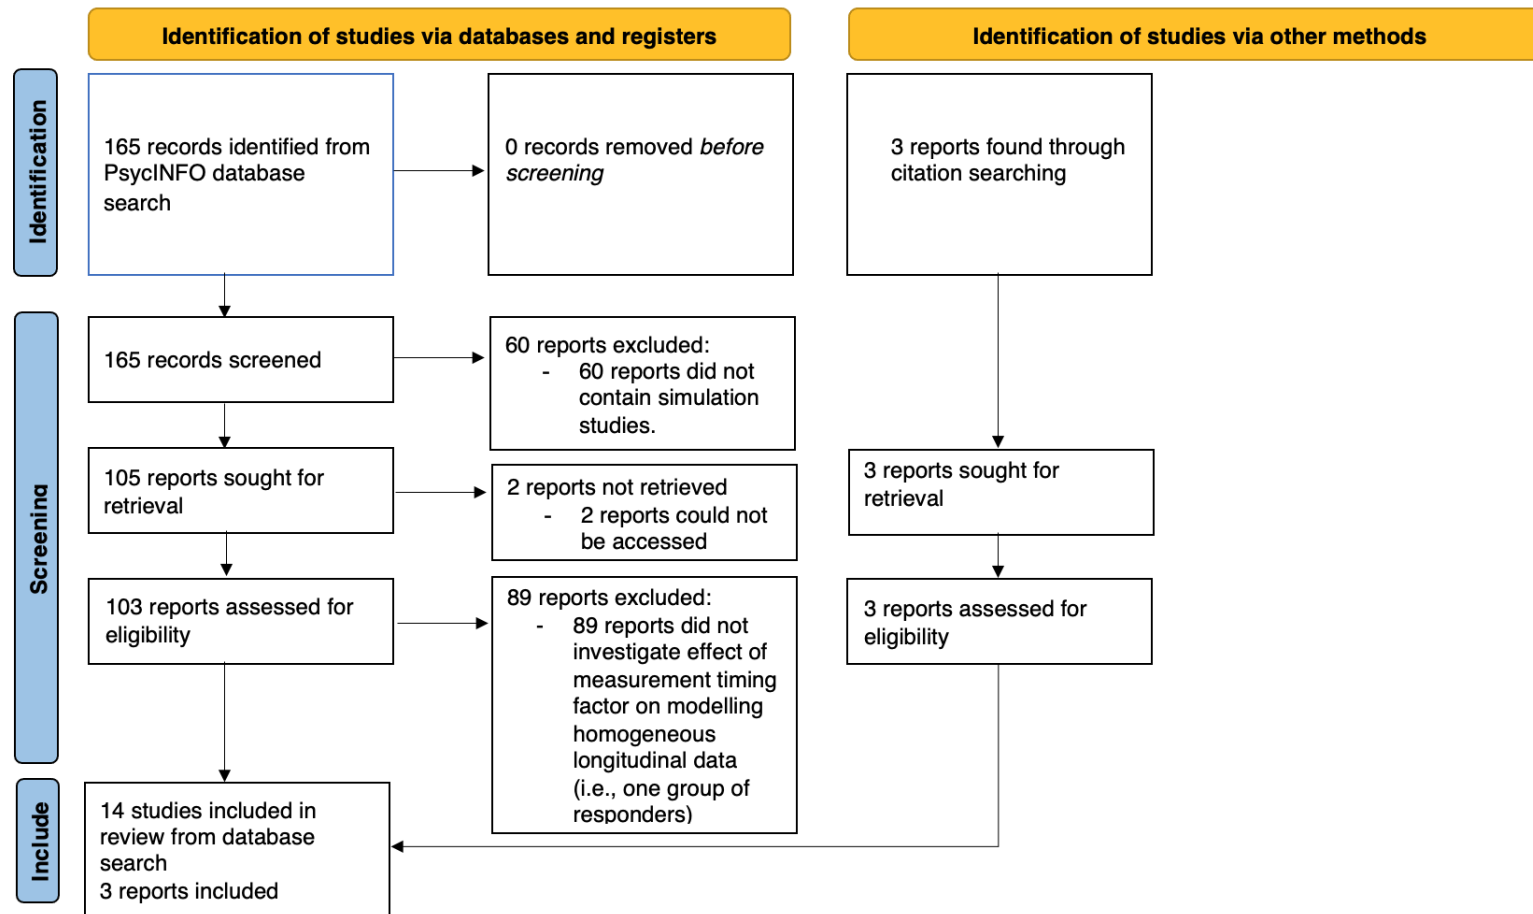 Identification of studies via databases and registers
Identification of studies via other methods
Identification
165 records identified from
PsycINFO database
search
0 records removed before
screening
3 reports found through
citation searching
Screening
165 records screened
60 reports excluded:
- 60 reports did not
contain simulation
studies.
105 reports sought for
retrieval
2 reports not retrieved
- 2 reports could not
be accessed
3 reports sought for
retrieval
103 reports assessed for
eligibility
89 reports excluded:
- 89 reports did not
investigate effect of
measurement timing
factor on modelling
homogeneous
longitudinal data
(i.e., one group of
responders)
3 reports assessed for
eligibility
Include
14 studies included in
review from database
search
3 reports included